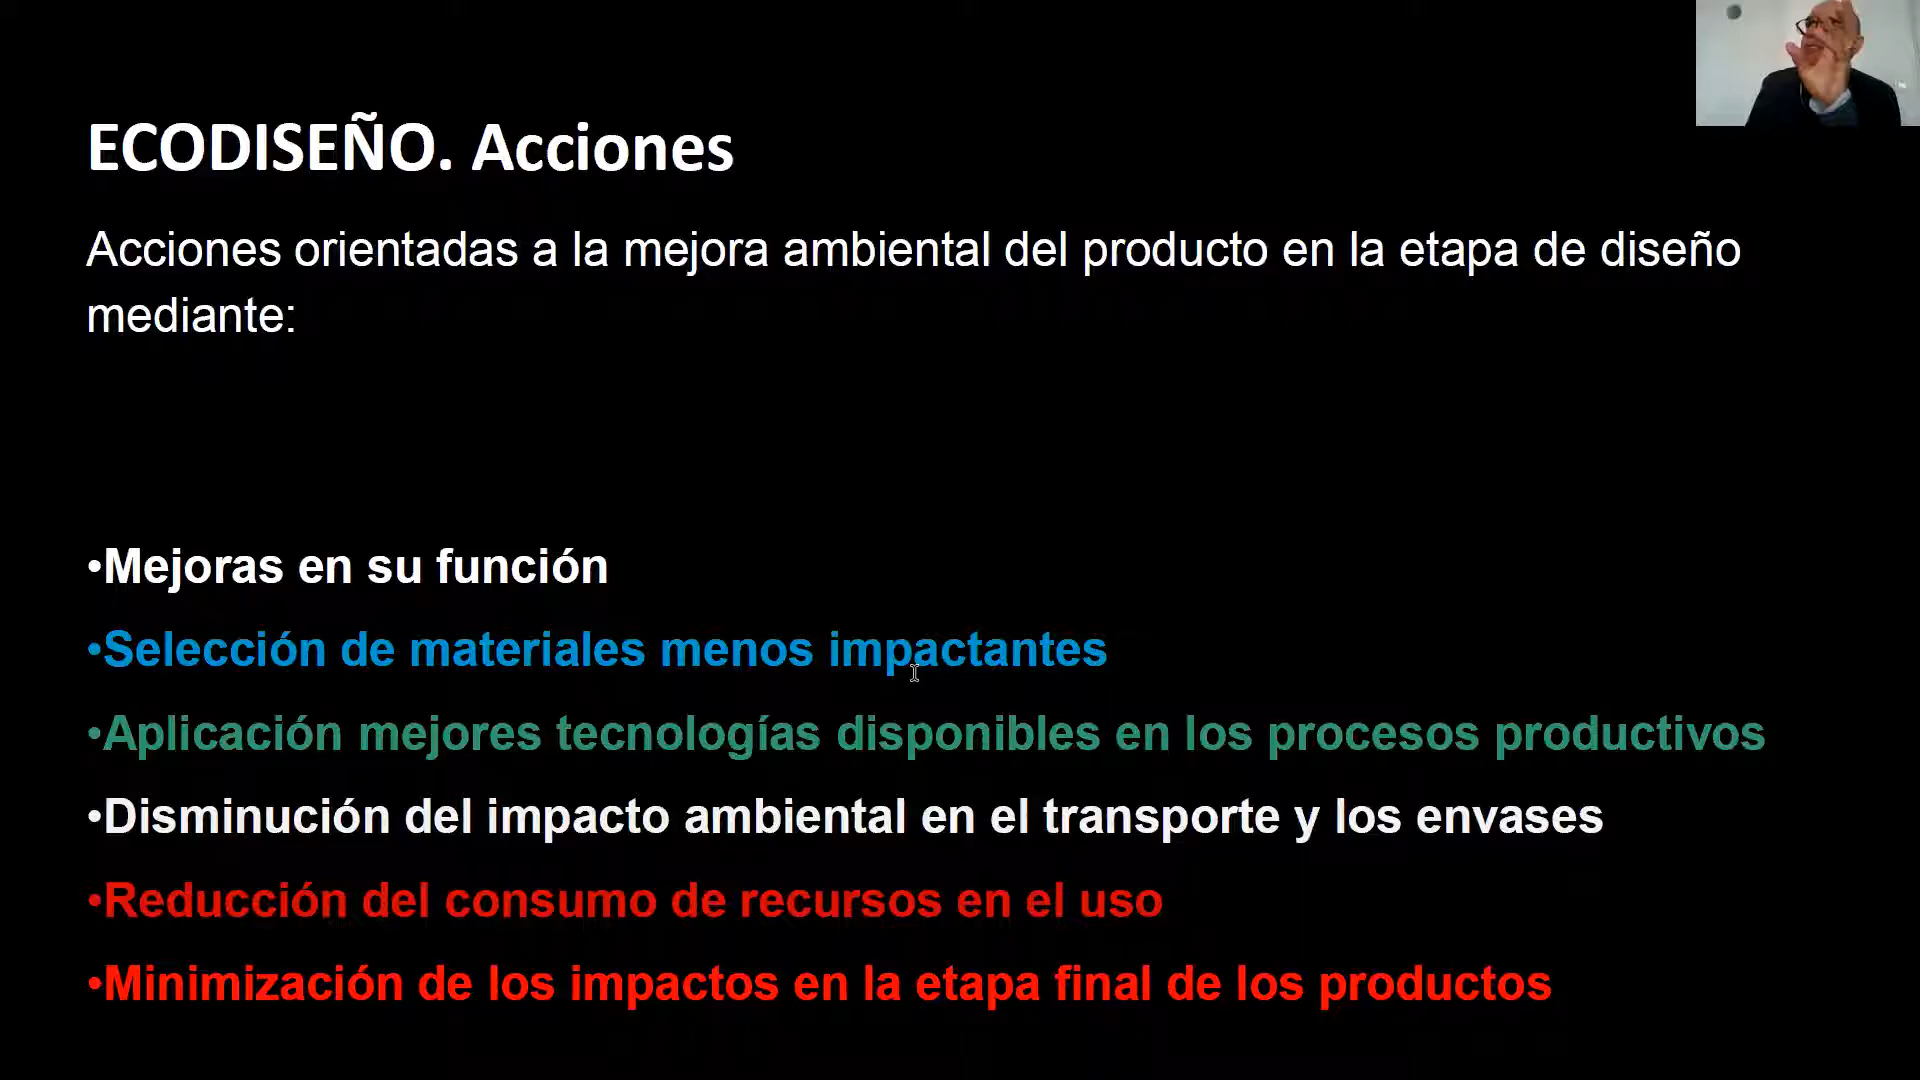 ECODISEÑO. Acciones
Acciones orientadas a la mejora ambiental del producto en la etapa de diseño
mediante:
•Mejoras en su función
•Selección de materiales menos impactantes
•Aplicación mejores tecnologías disponibles en los procesos productivos
•Disminución del impacto ambiental en el transporte y los envases
•Reducción del consumo de recursos en el uso
•Minimización de los impactos en la etapa final de los productos